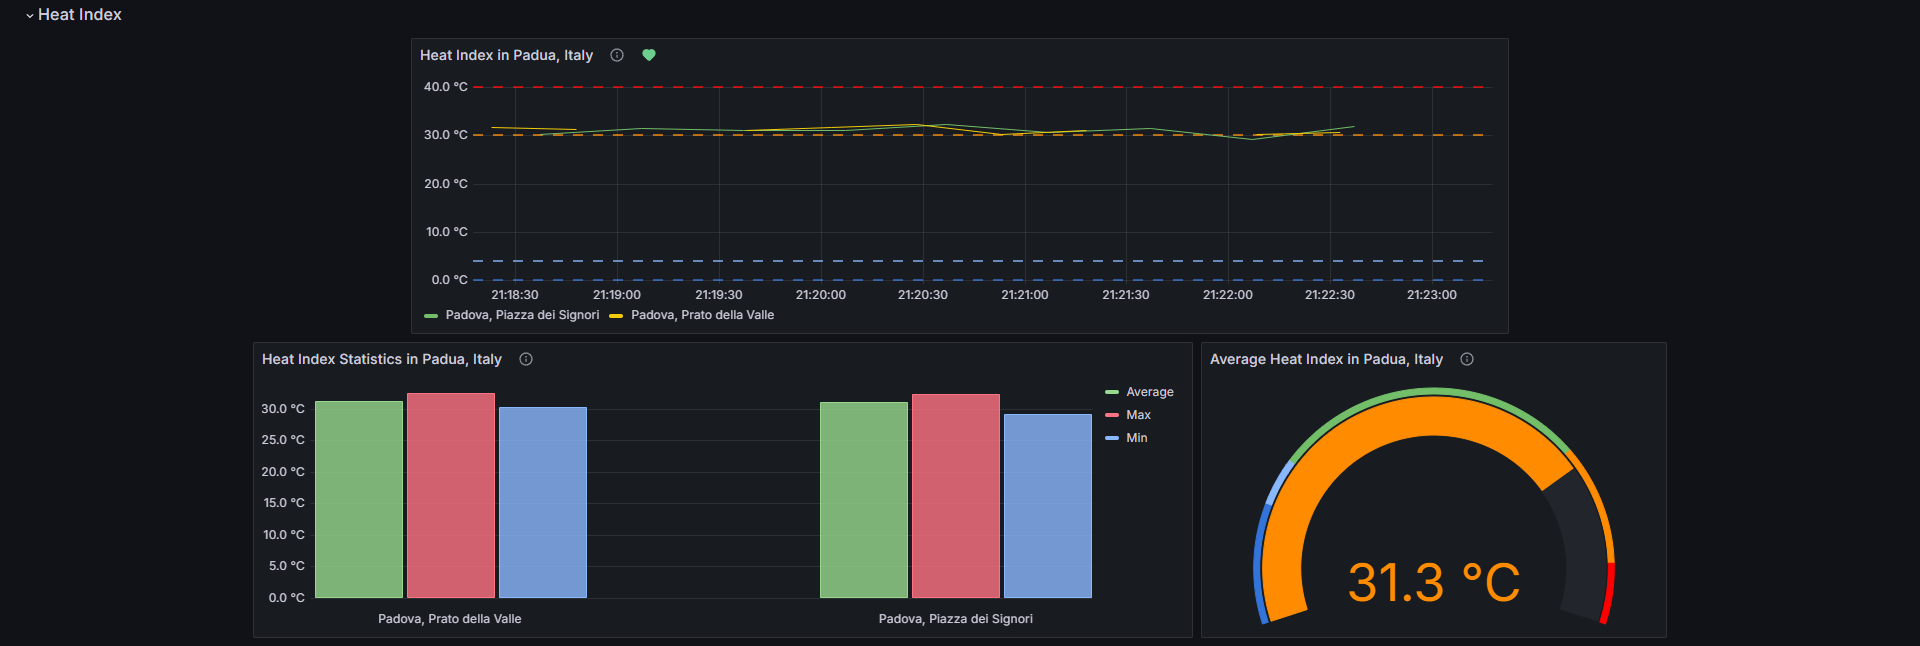 Heat Index
Heat Index in Padua, Italy
40.0 °C
30.0 °C
20.0 °C
10.0 °C
0.0 °C
21:18:30 21:19:00 21:19:30 21:20:00 21:20:30 21:21:00 21:21:30 21:22:00 21:22:30 21:23:00
Padova, Piazza dei Signori Padova, Prato della Valle
Heat Index Statistics in Padua, Italy
30.0 °C
25.0 °C
20.0 °C
15.0 °C
10.0 °C
5.0 °C
0.0 °C
Padova, Prato della Valle Padova, Piazza dei Signori
Average
Max
Min
Average Heat Index in Padua, Italy
31.3 °C